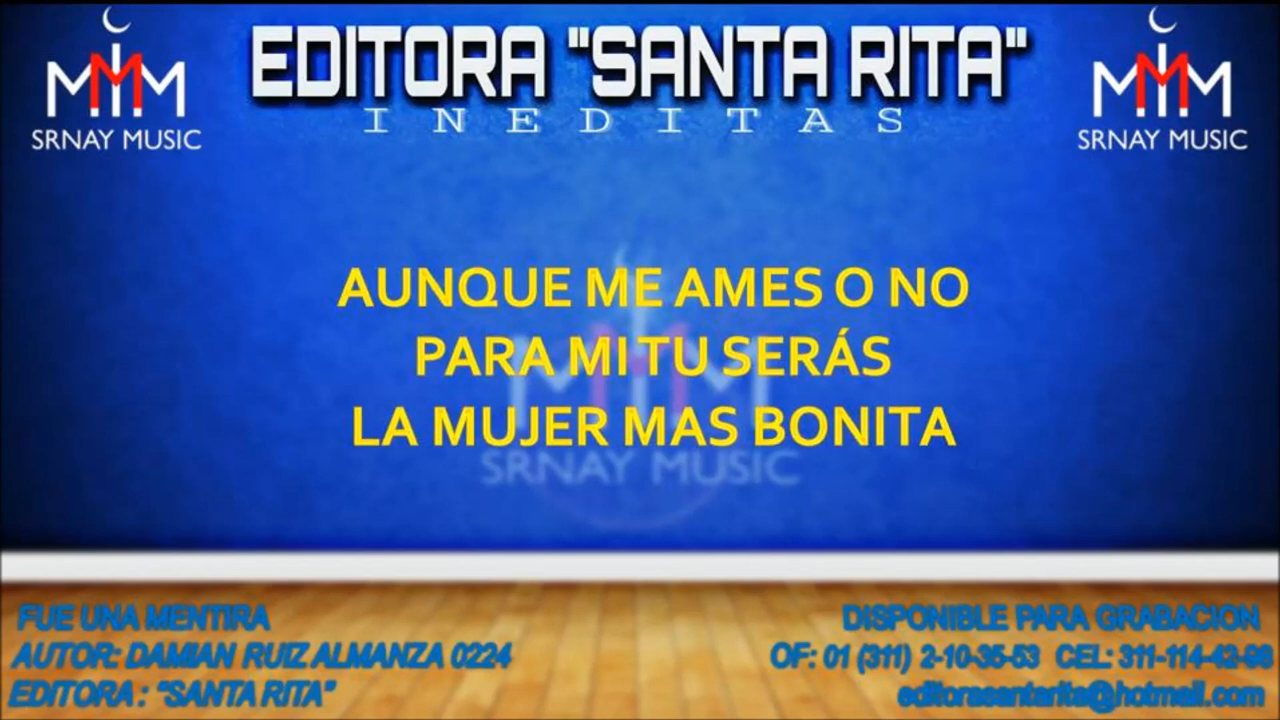 EDITORA "SANTA RITA"
INEDITAS
SRNAY MUSIC
SRNAY MUSIC
AUNQUE ME AMES O NO
PARA MI TU SERÁS
LA MUJER MAS BONITA
SRNAY MUSIC
FUE UNA MENTIRA
AUTOR: DAMIAN RUIZ ALMANZA 0224
EDITORA : "SANTA RITA"
DISPONIBLE PARA GRABACION
OF: 01 (311) 2-10-35-53 CEL: 311-114-42-98
editorasantarita@hotmail.com